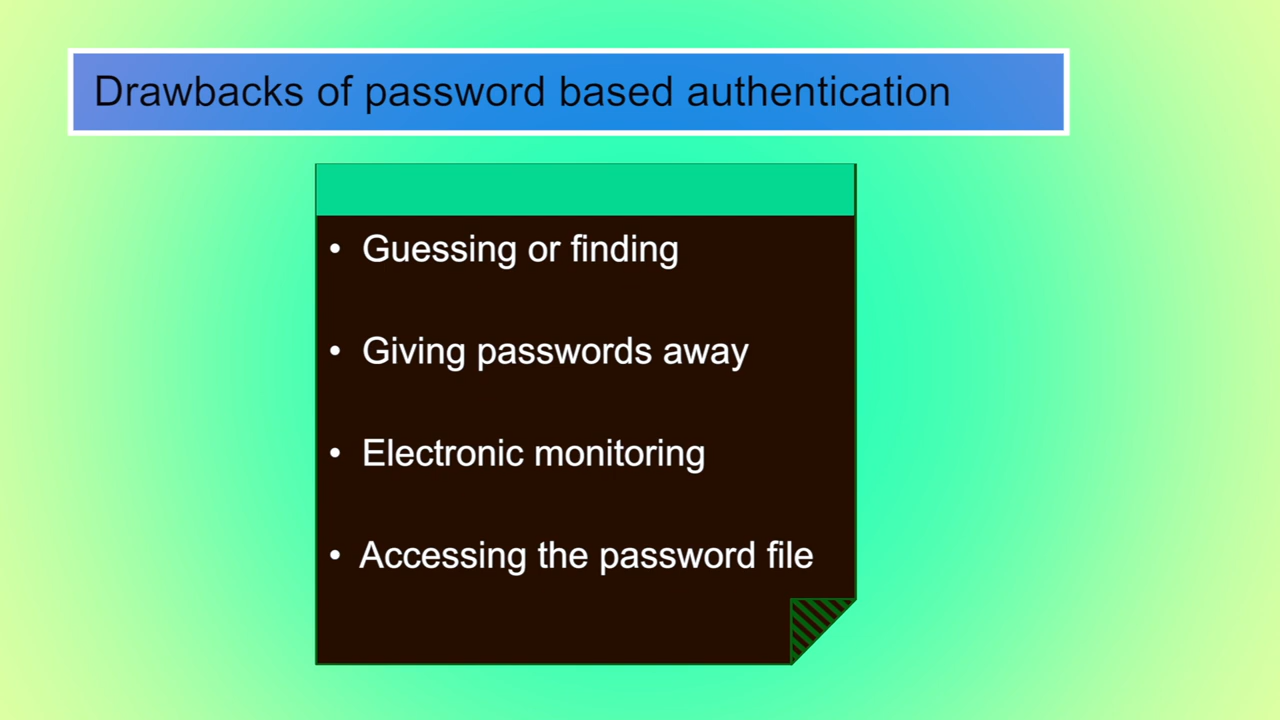 Drawbacks of password based authentication
• Guessing or finding
• Giving passwords away
• Electronic monitoring
• Accessing the password file